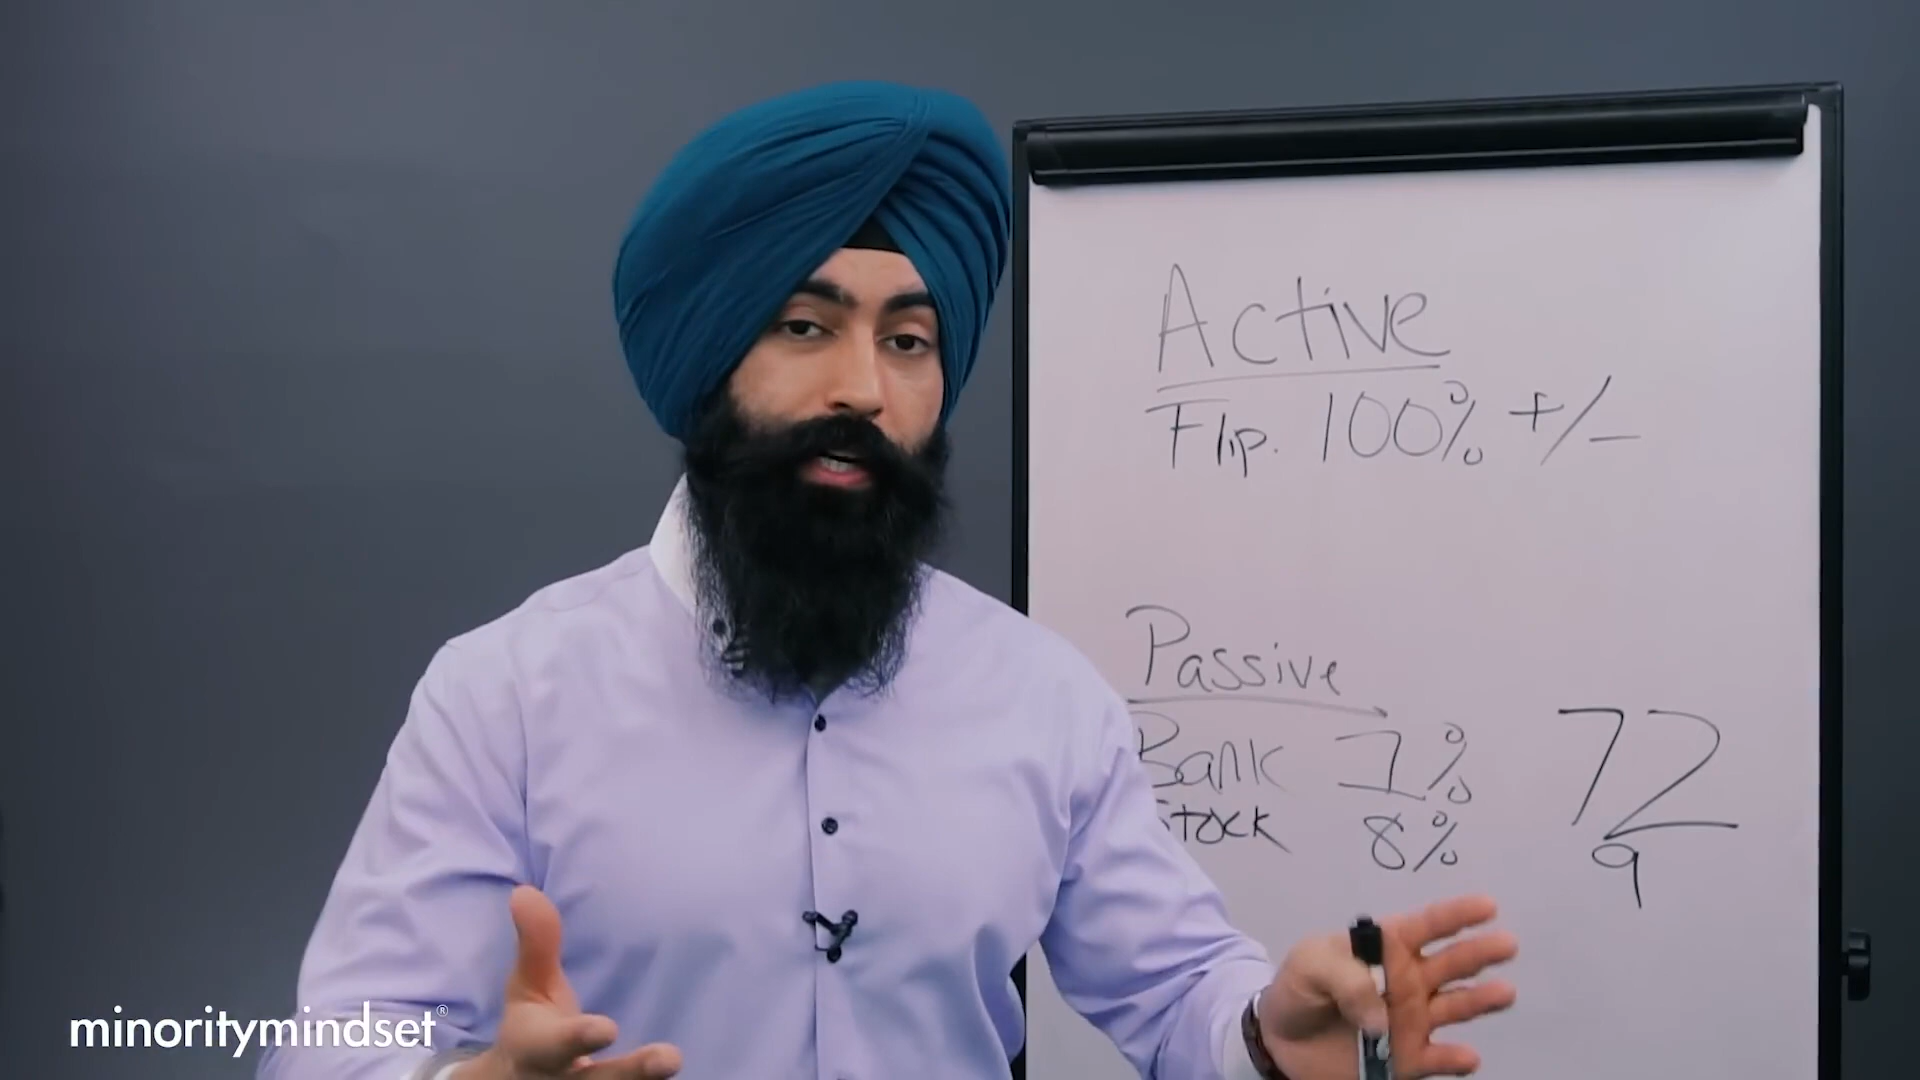 Active
Flip. 100% +/-
Passive
Bank 1%
Stock 8%
72
9
minoritymindset®